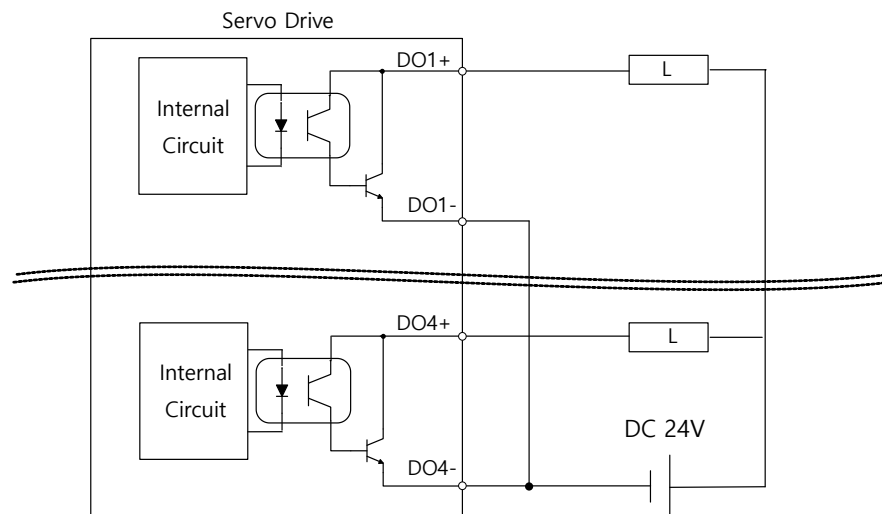 Servo Drive
DO1+
L
Internal
Circuit
DO1-
DO4+
L
Internal
Circuit
DC 24V
DO4-